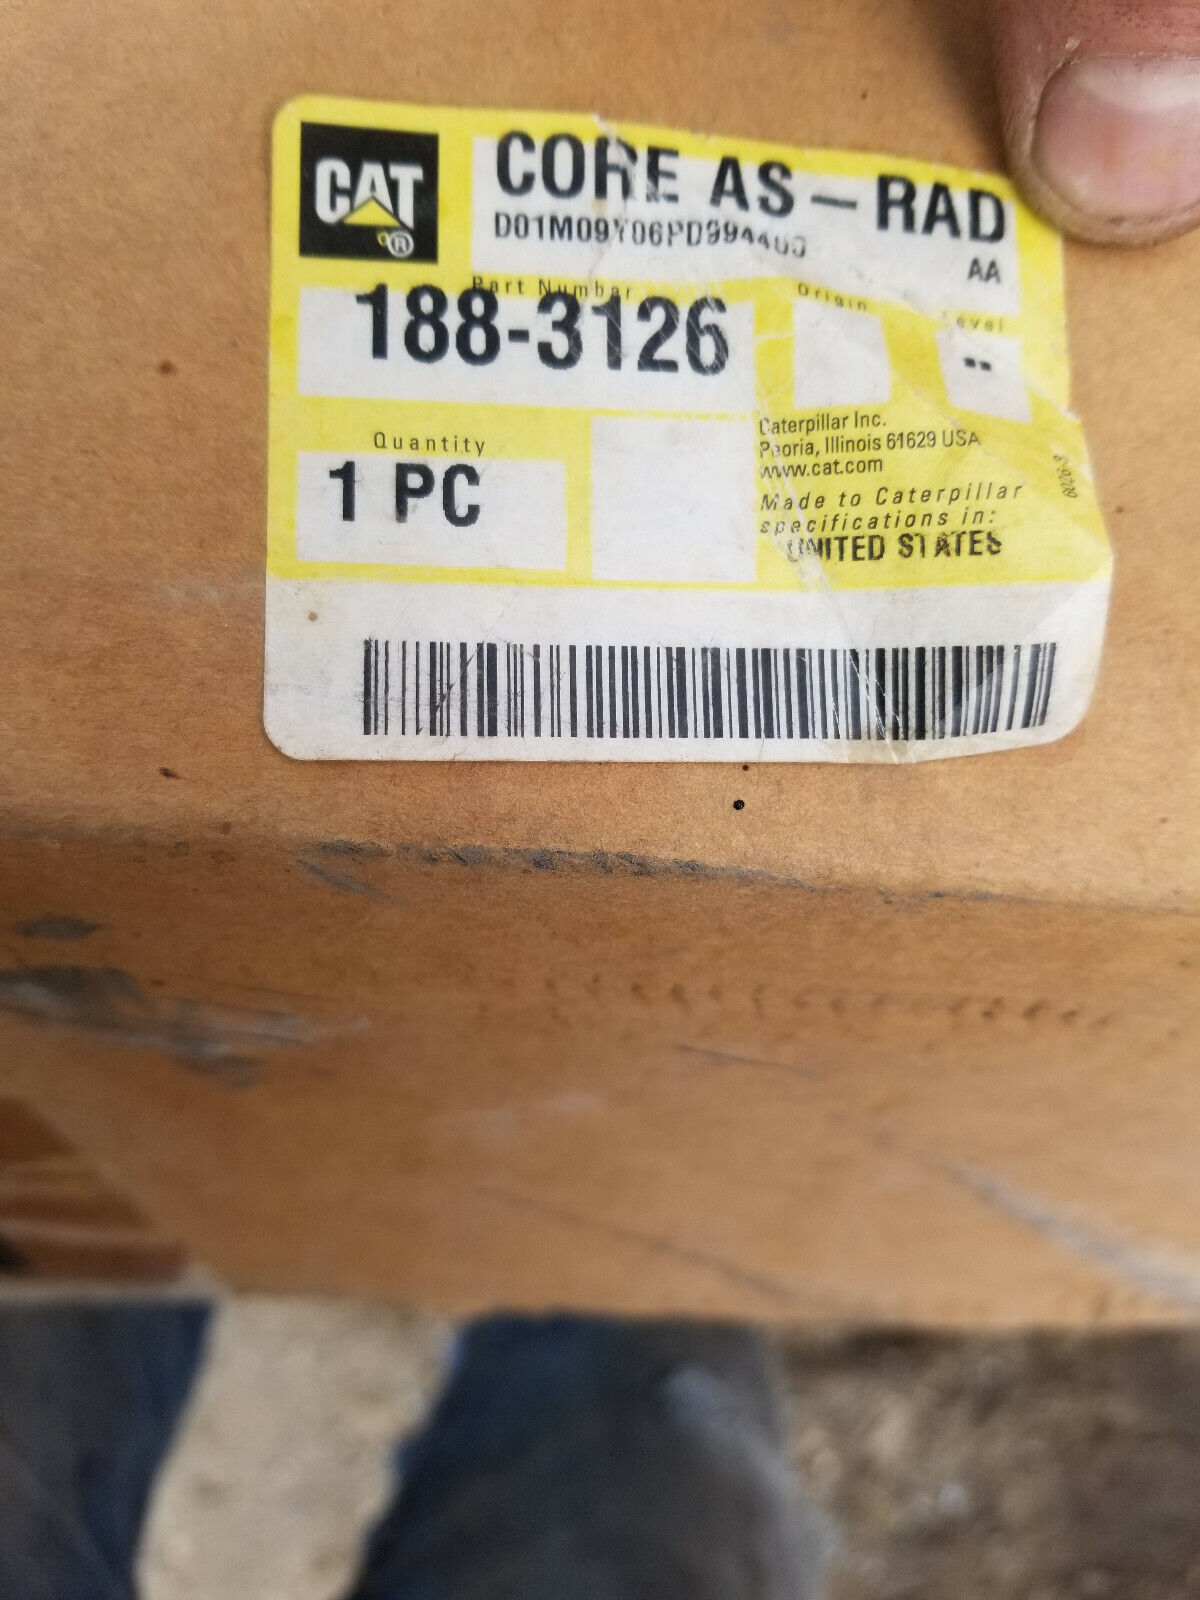 CAT
®
CORE AS-RAD
AA
Part Number
188-3126
Origin
Level
--
Quantity
1 PC
Caterpillar Inc.
Peoria, Illinois 61629 USA
www.cat.com
Made to Caterpillar
specifications in:
UNITED STATES